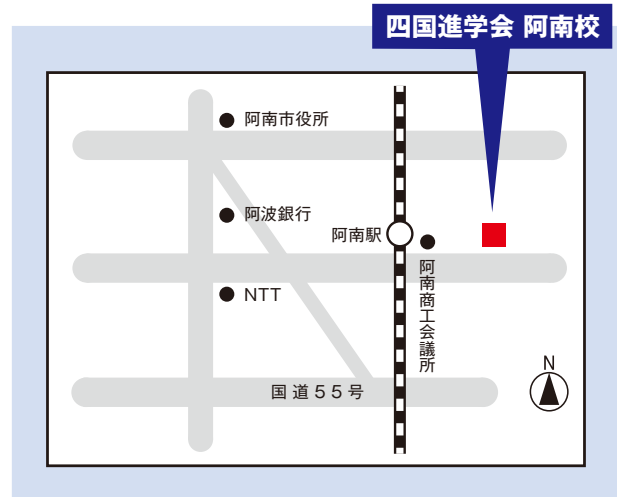 四国進学会 阿南校
阿南市役所
阿波銀行
阿南駅
阿南商工会議所
NTT
国道55号
N